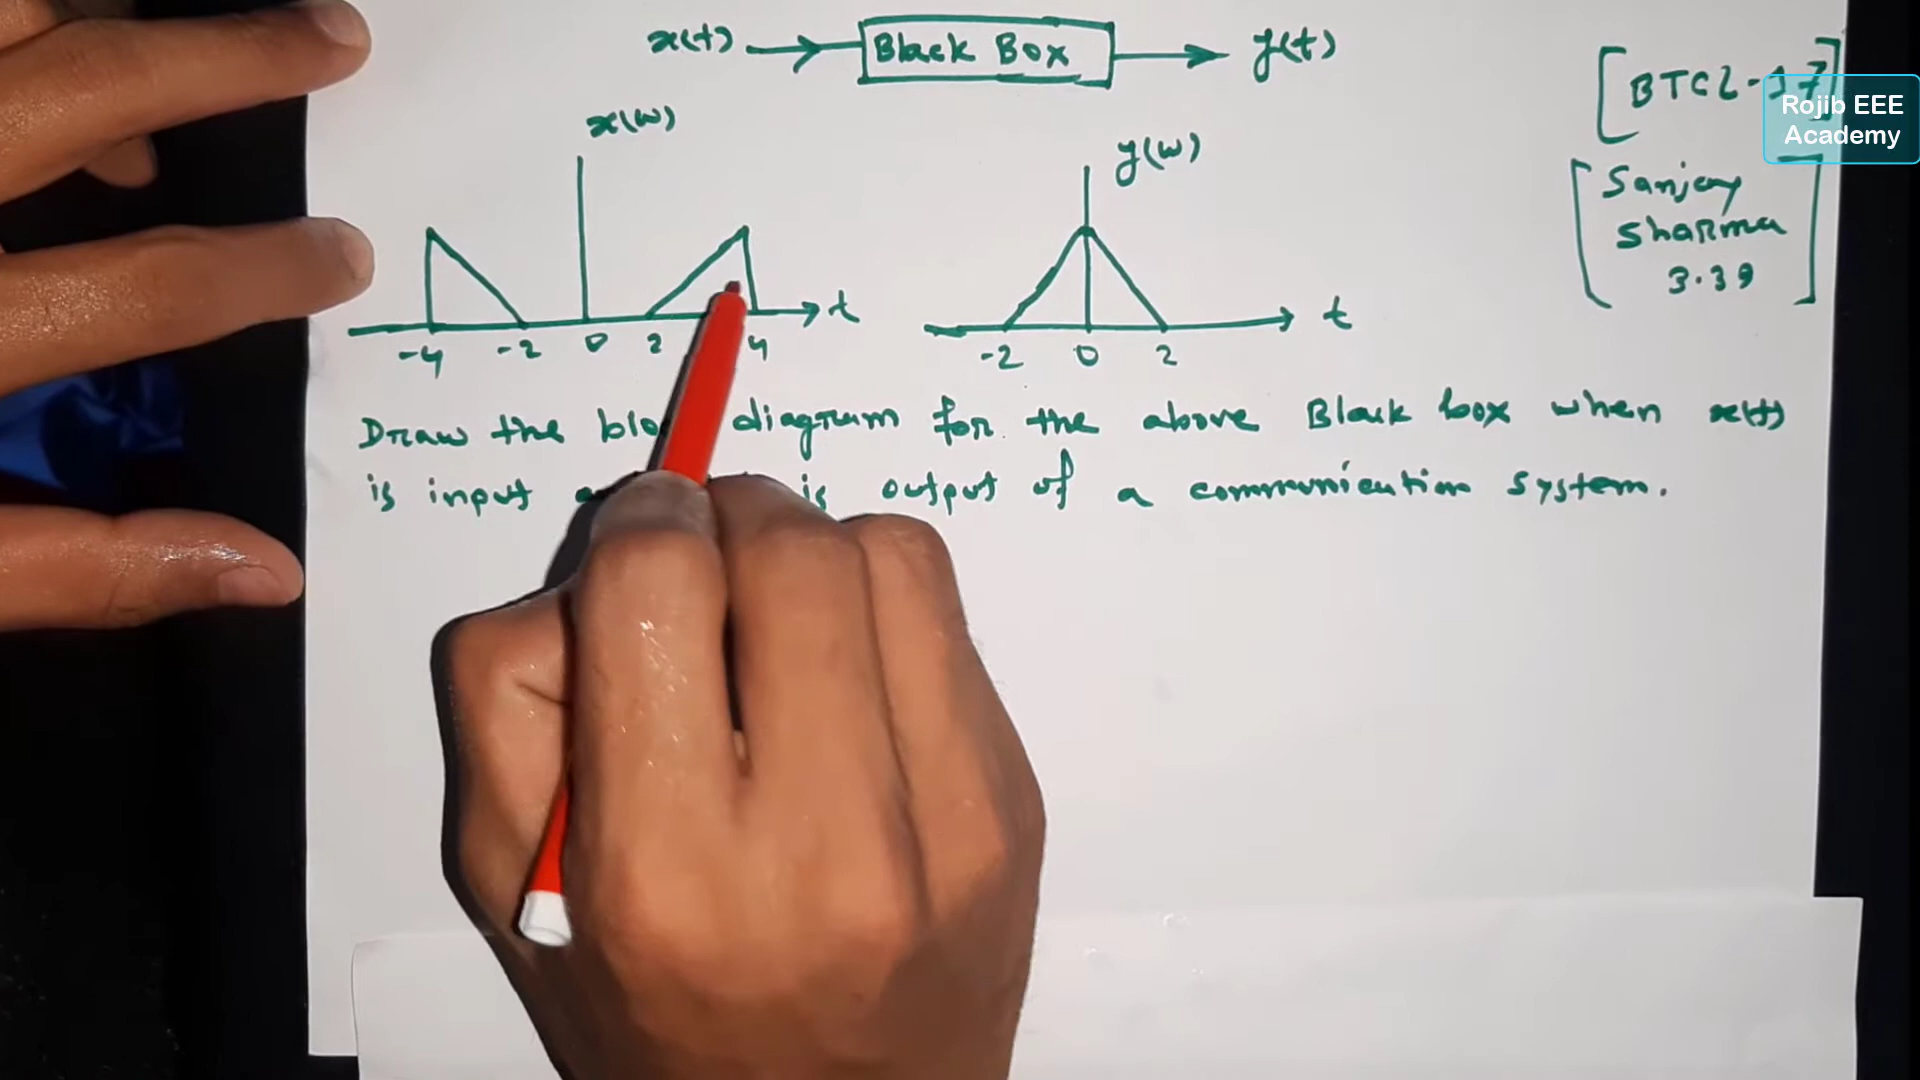 x(t) Black Box y(t)
[BTCL-17]
Rojib EEE
Academy
x(w)
y(w)
[Sanjay
Sharma
3.39]
t
t
-4 -2 0 2 4
-2 0 2
Draw the diagram for the above Black box when x(t)
is input is output of a communication system.